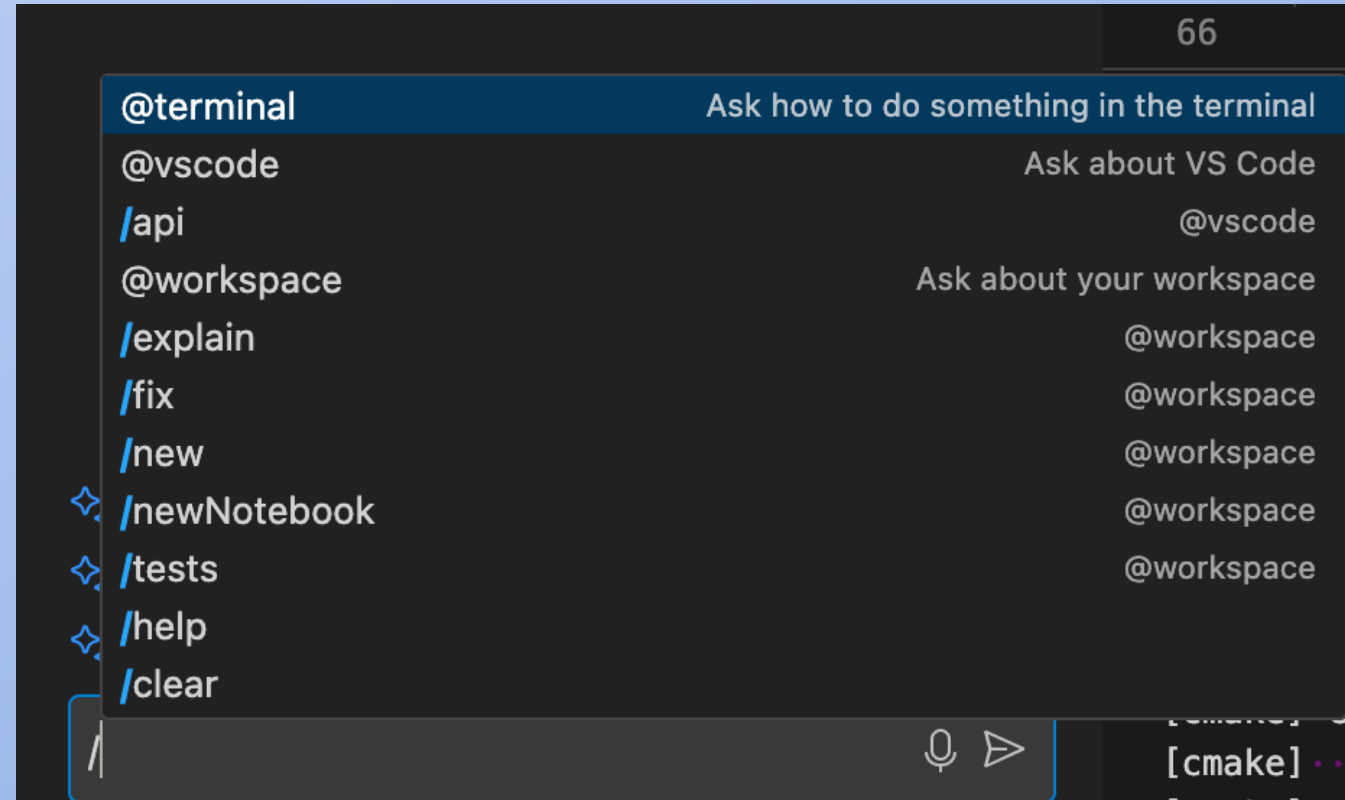 66
@terminal Ask how to do something in the terminal
@vscode Ask about VS Code
/api @vscode
@workspace Ask about your workspace
/explain @workspace
/fix @workspace
/new @workspace
/newNotebook @workspace
/tests @workspace
/help
/clear
/
[cmake]
[cmake]